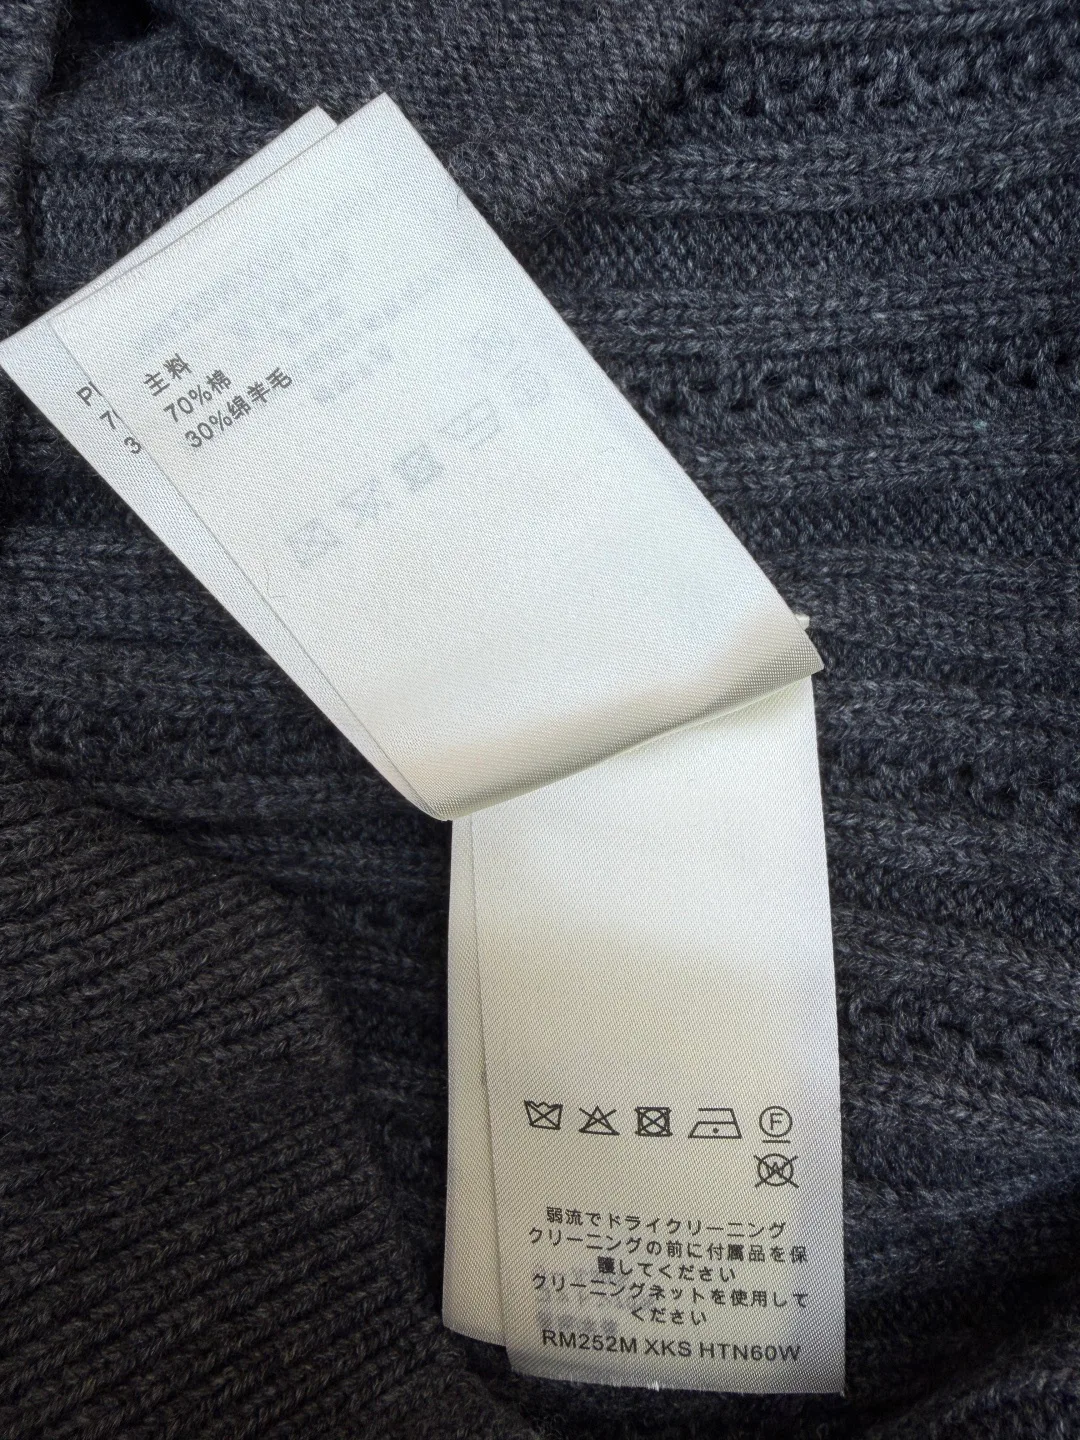 主料
70%棉
30%绵羊毛
3
F
W
弱流でドライクリーニング
クリーニングの前に付属品を保
護してください
クリーニングネットを使用して
ください
RM252M XKS HTN60W